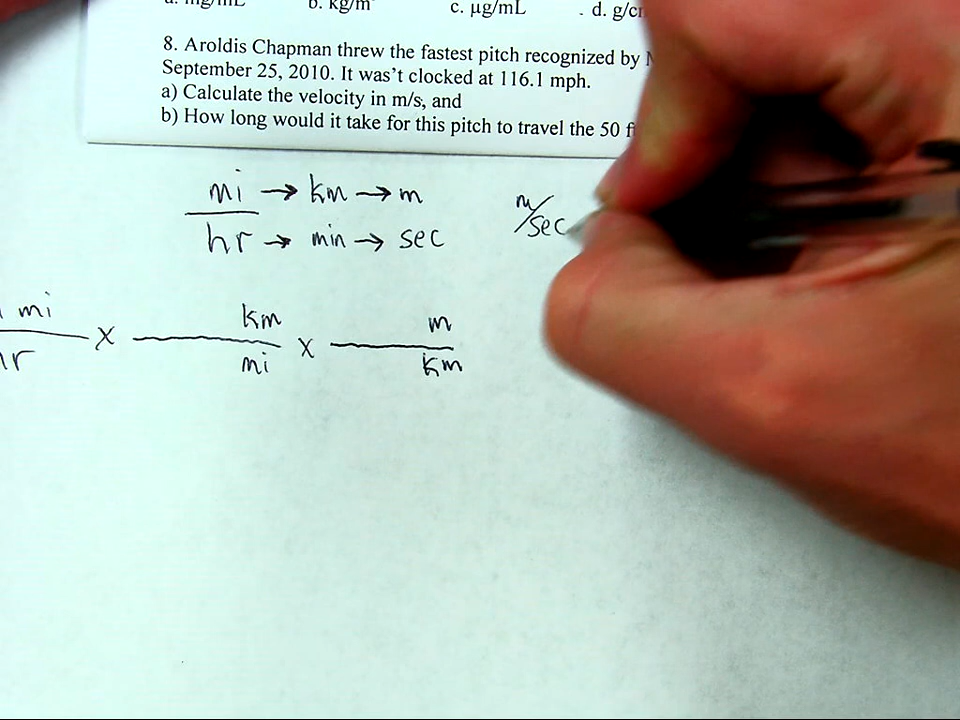 b. kg/m c. µg/mL d. g/c
8. Aroldis Chapman threw the fastest pitch recognized by
September 25, 2010. It was't clocked at 116.1 mph.
a) Calculate the velocity in m/s, and
b) How long would it take for this pitch to travel the 50 f
mi → km → m
hr → min → sec
m/sec
mi x km x m
hr mi km